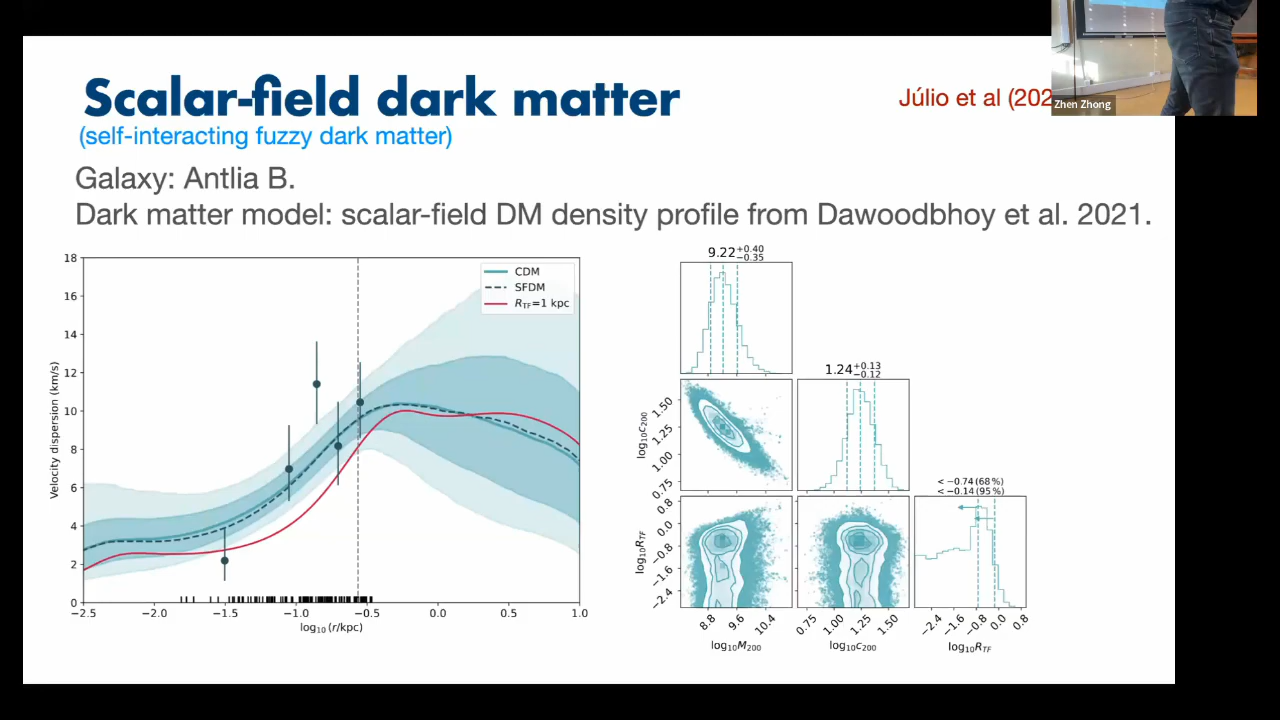 Scalar-field dark matter
Júlio et al (202
Zhen Zhong
(self-interacting fuzzy dark matter)
Galaxy: Antlia B.
Dark matter model: scalar-field DM density profile from Dawoodbhoy et al. 2021.
18
16
14
12
10
8
6
4
2
0
Velocity dispersion (km/s)
CDM
SFDM
R_TF=1 kpc
−2.5 −2.0 −1.5 −1.0 −0.5 0.0 0.5 1.0
log₁₀(r/kpc)
9.22+0.40−0.35
1.24+0.13−0.12
< −0.74 (68 %)
< −0.14 (95 %)
1.50
1.25
1.00
0.75
log₁₀c₂₀₀
0.8
0.0
−0.8
−1.6
−2.4
log₁₀R_TF
8.8 9.6 10.4
log₁₀M₂₀₀
0.75 1.00 1.25 1.50
log₁₀c₂₀₀
−2.4 −1.6 −0.8 0.0 0.8
log₁₀R_TF